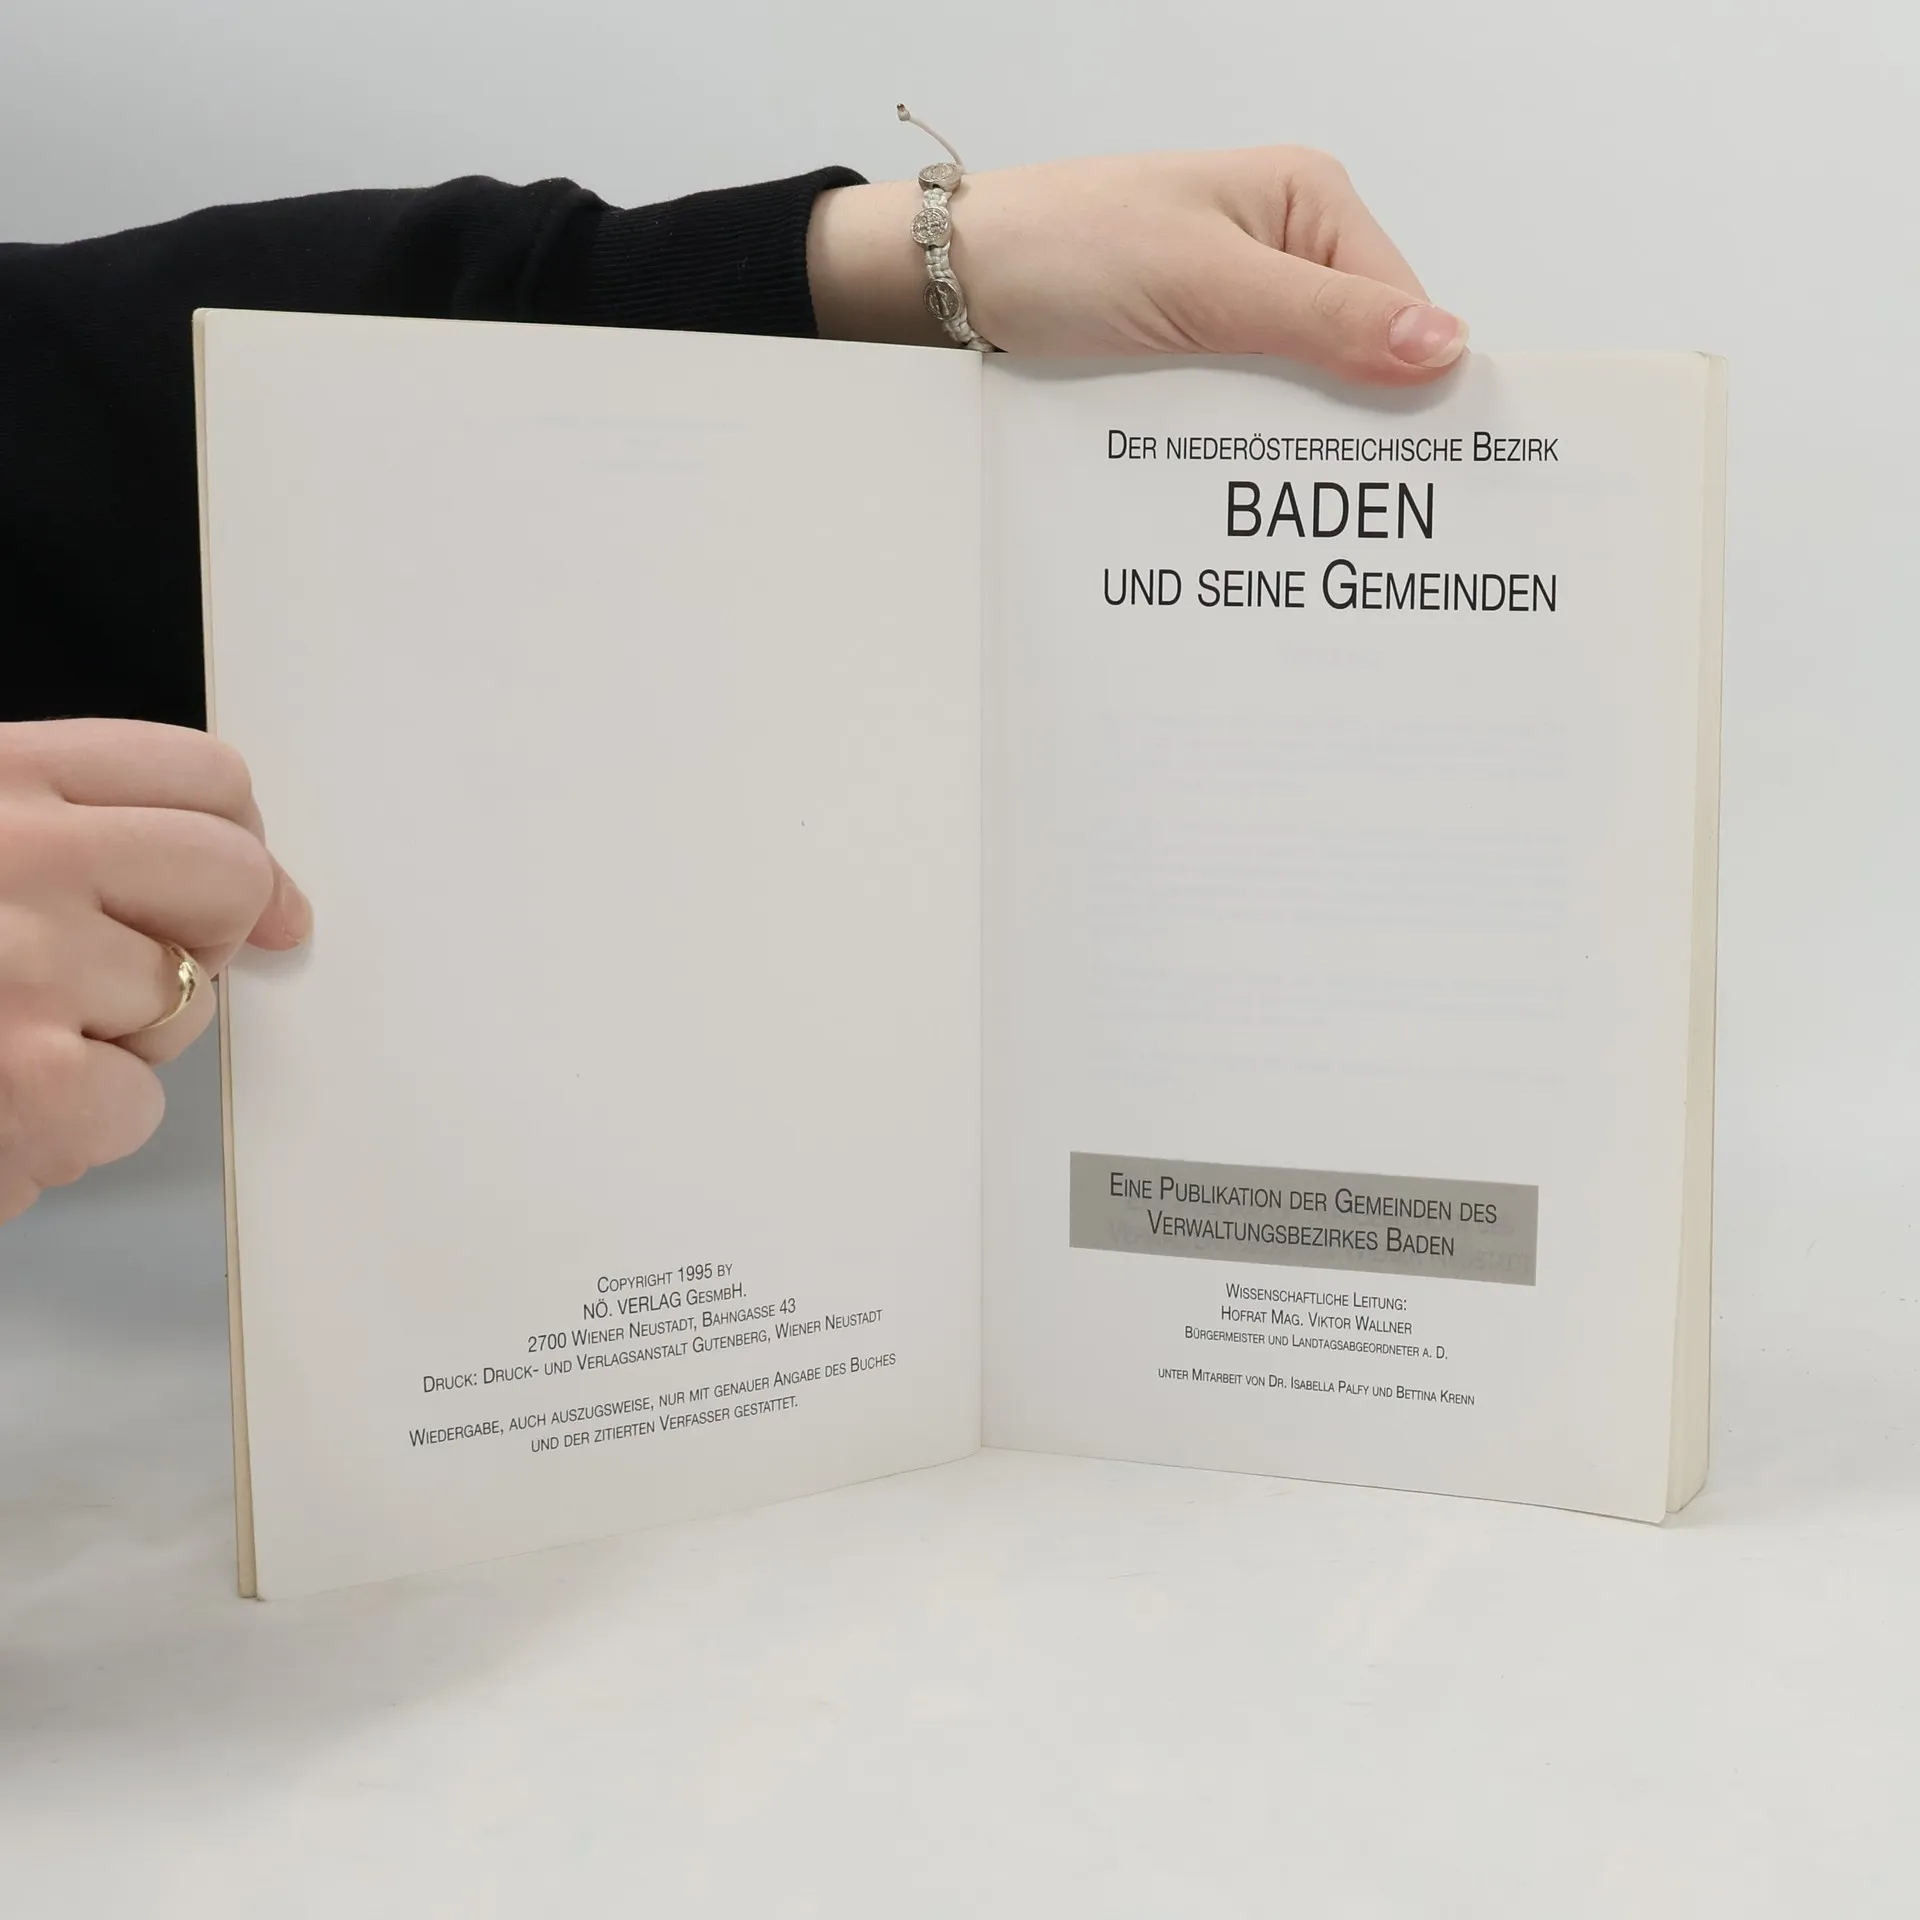 Copyright 1995 by
NÖ. VERLAG GesmbH.
2700 Wiener Neustadt, Bahngasse 43
Druck: Druck- und Verlagsanstalt Gutenberg, Wiener Neustadt
Wiedergabe, auch auszugsweise, nur mit genauer Angabe des Buches
und der zitierten Verfasser gestattet.
Der niederösterreichische Bezirk
BADEN
und seine Gemeinden
Eine Publikation der Gemeinden des
Verwaltungsbezirkes Baden
Wissenschaftliche Leitung:
Hofrat Mag. Viktor Wallner
Bürgermeister und Landtagsabgeordneter a. D.
unter Mitarbeit von Dr. Isabella Palfy und Bettina Krenn